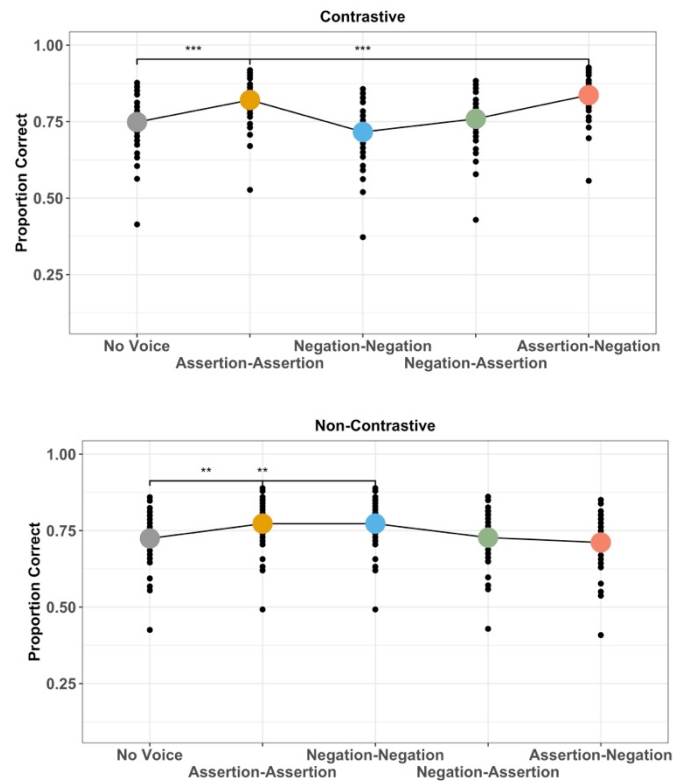 Contrastive
*** ***
1.00
0.75
0.50
0.25
Proportion Correct
No Voice Negation-Negation Assertion-Negation
Assertion-Assertion Negation-Assertion
Non-Contrastive
** **
1.00
0.75
0.50
0.25
Proportion Correct
No Voice Negation-Negation Assertion-Negation
Assertion-Assertion Negation-Assertion